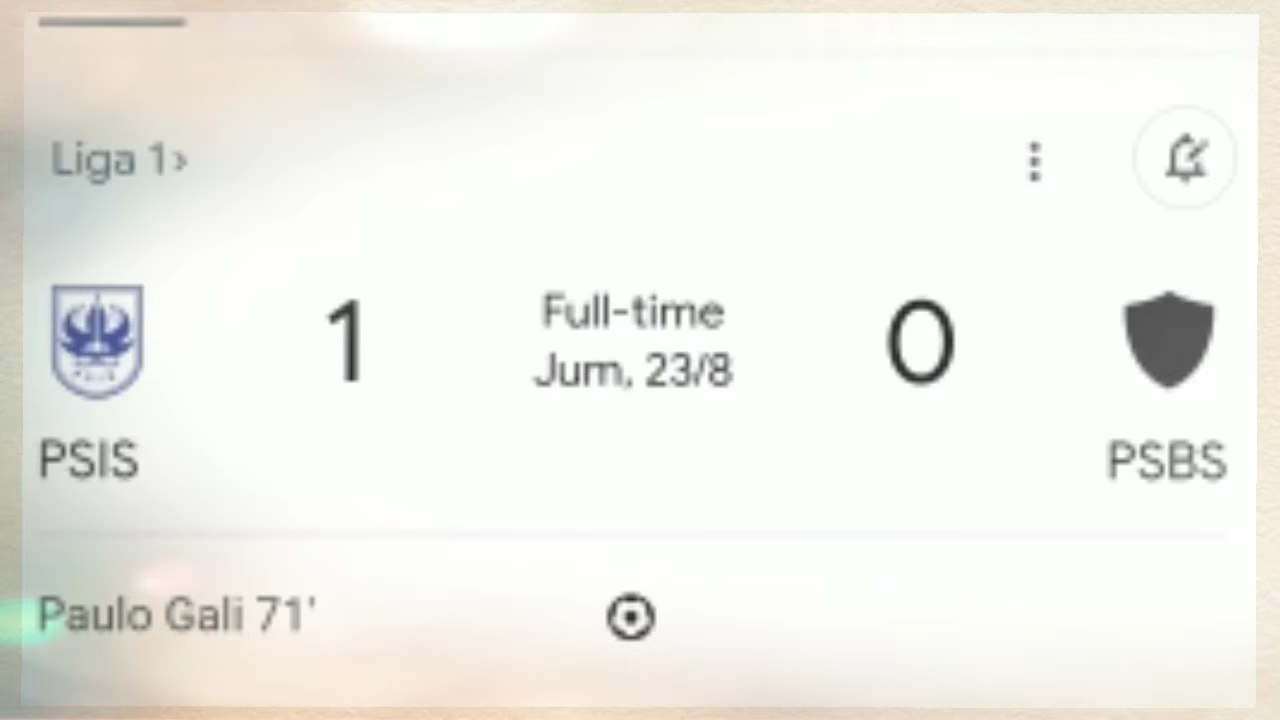 Liga 1›
1
Full-time
Jum, 23/8
0
PSIS
PSBS
Paulo Gali 71'